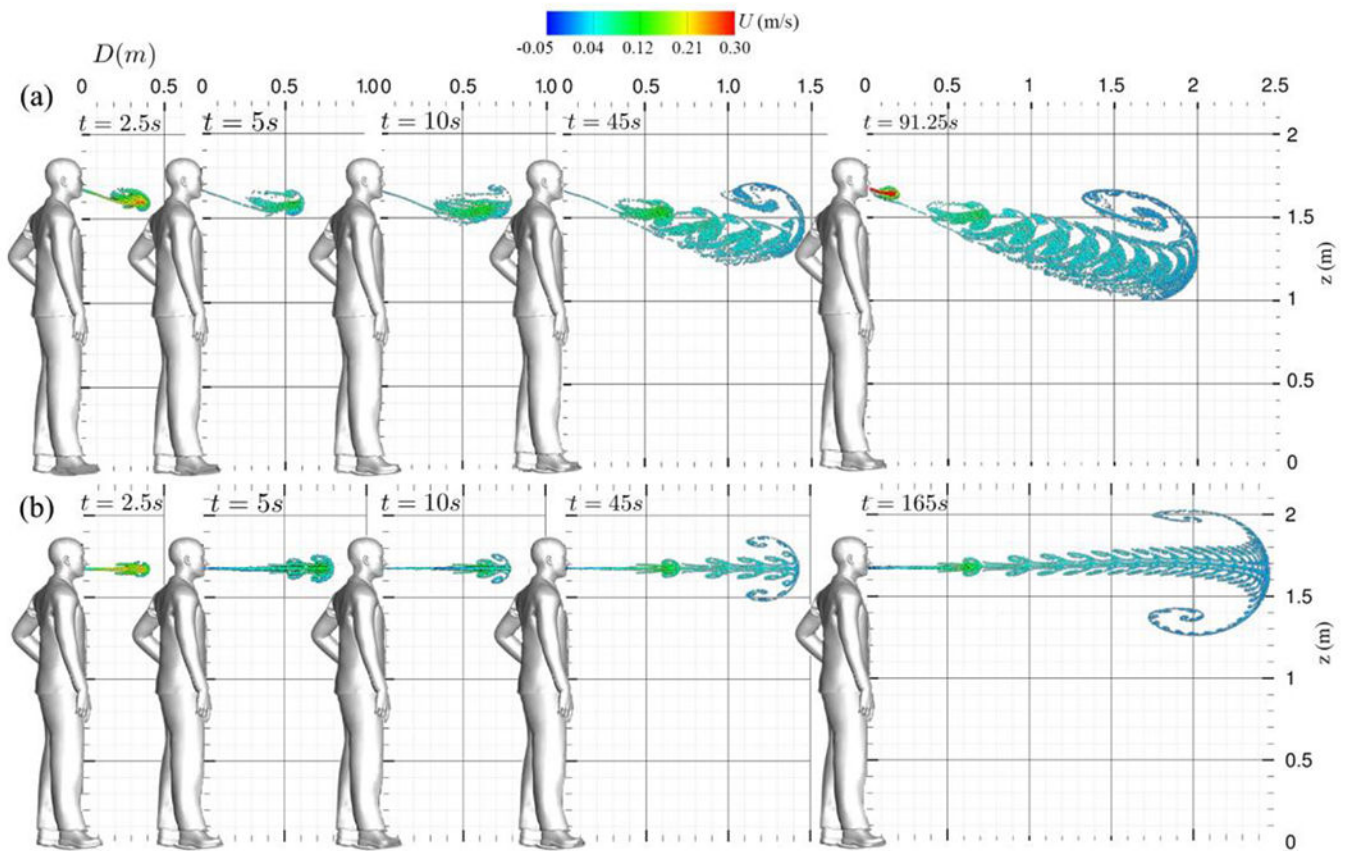 U (m/s)
-0.05 0.04 0.12 0.21 0.30
D(m)
0 0.5 0 0.5 1.00 0.5 1.0 0 0.5 1.0 1.5 0 0.5 1.0 1.5 2 2.5
(a)
t = 2.5s t = 5s t = 10s t = 45s t = 91.25s
2
1.5
1
0.5
0
z (m)
(b)
t = 2.5s t = 5s t = 10s t = 45s t = 165s
2
1.5
1
0.5
0
z (m)